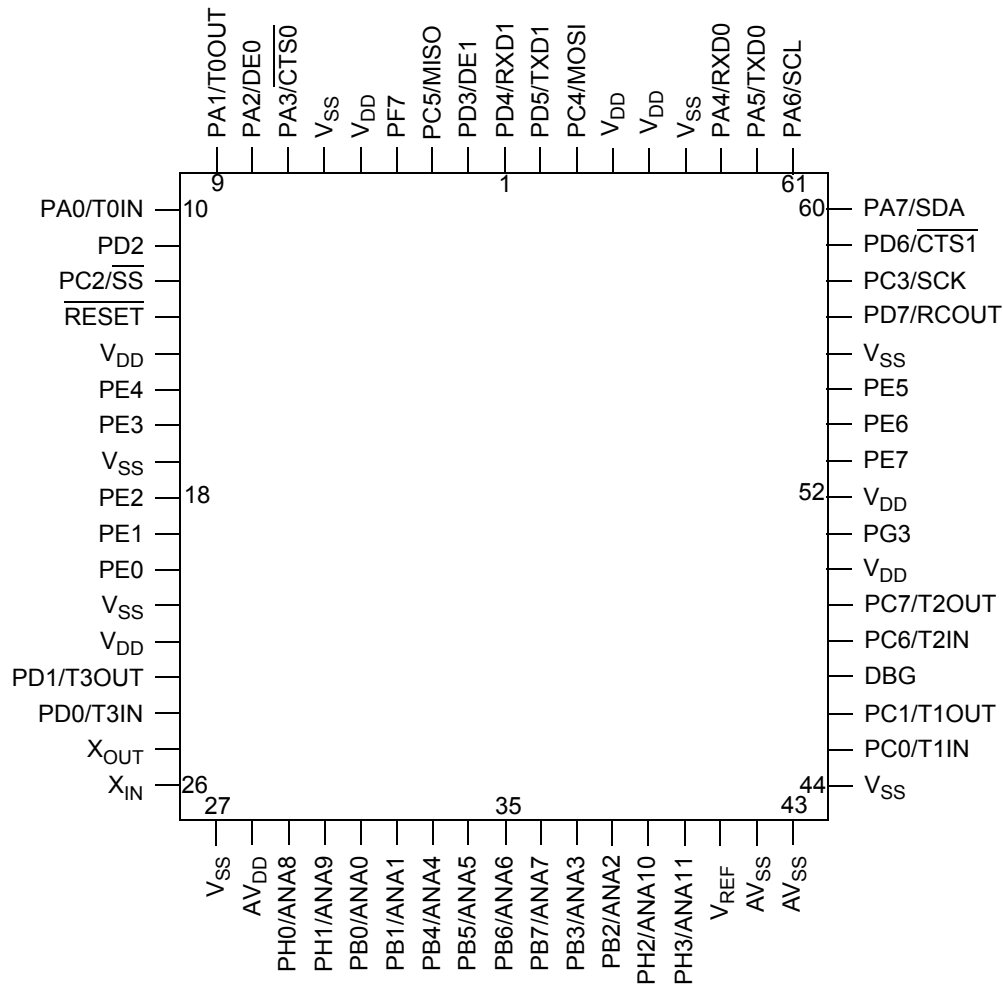 PA1/T0OUT
PA2/DE0
PA3/C̅T̅S̅0̅
VSS
VDD
PF7
PC5/MISO
PD3/DE1
PD4/RXD1
PD5/TXD1
PC4/MOSI
VDD
VDD
VSS
PA4/RXD0
PA5/TXD0
PA6/SCL
9
1
61
PA0/T0IN
10
60
PA7/SDA
PD2
PD6/C̅T̅S̅1̅
PC2/S̅S̅
PC3/SCK
R̅E̅S̅E̅T̅
PD7/RCOUT
VDD
VSS
PE4
PE5
PE3
PE6
VSS
PE7
PE2
18
52
VDD
PE1
PG3
PE0
VDD
VSS
PC7/T2OUT
VDD
PC6/T2IN
PD1/T3OUT
DBG
PD0/T3IN
PC1/T1OUT
XOUT
PC0/T1IN
XIN
26
44
VSS
27
35
43
VSS
AVDD
PH0/ANA8
PH1/ANA9
PB0/ANA0
PB1/ANA1
PB4/ANA4
PB5/ANA5
PB6/ANA6
PB7/ANA7
PB3/ANA3
PB2/ANA2
PH2/ANA10
PH3/ANA11
VREF
AVSS
AVSS